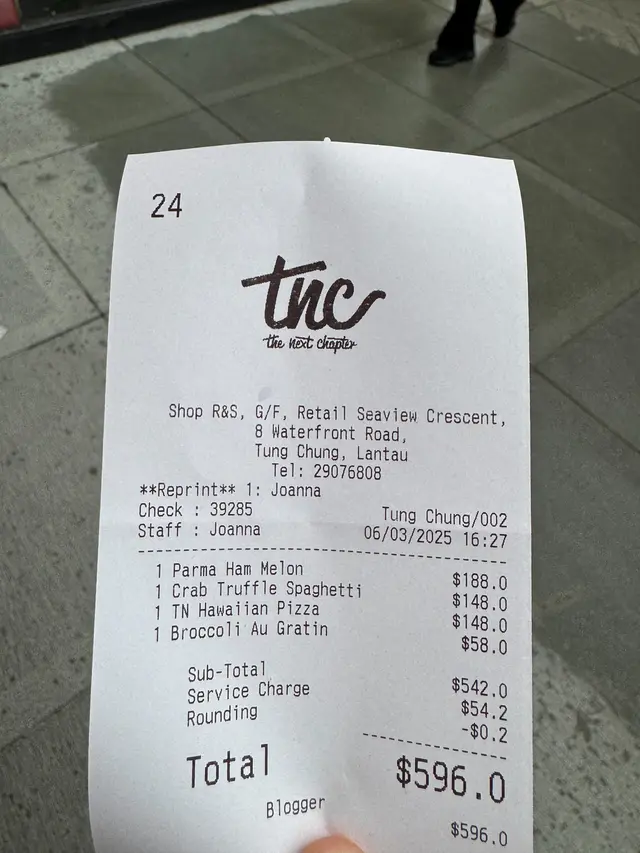 24
tnc
the next chapter
Shop R&S, G/F, Retail Seaview Crescent,
8 Waterfront Road,
Tung Chung, Lantau
Tel: 29076808
**Reprint** 1: Joanna
Check : 39285 Tung Chung/002
Staff : Joanna 06/03/2025 16:27
1 Parma Ham Melon $188.0
1 Crab Truffle Spaghetti $148.0
1 TN Hawaiian Pizza $148.0
1 Broccoli Au Gratin $58.0
Sub-Total $542.0
Service Charge $54.2
Rounding -$0.2
Total $596.0
Blogger $596.0